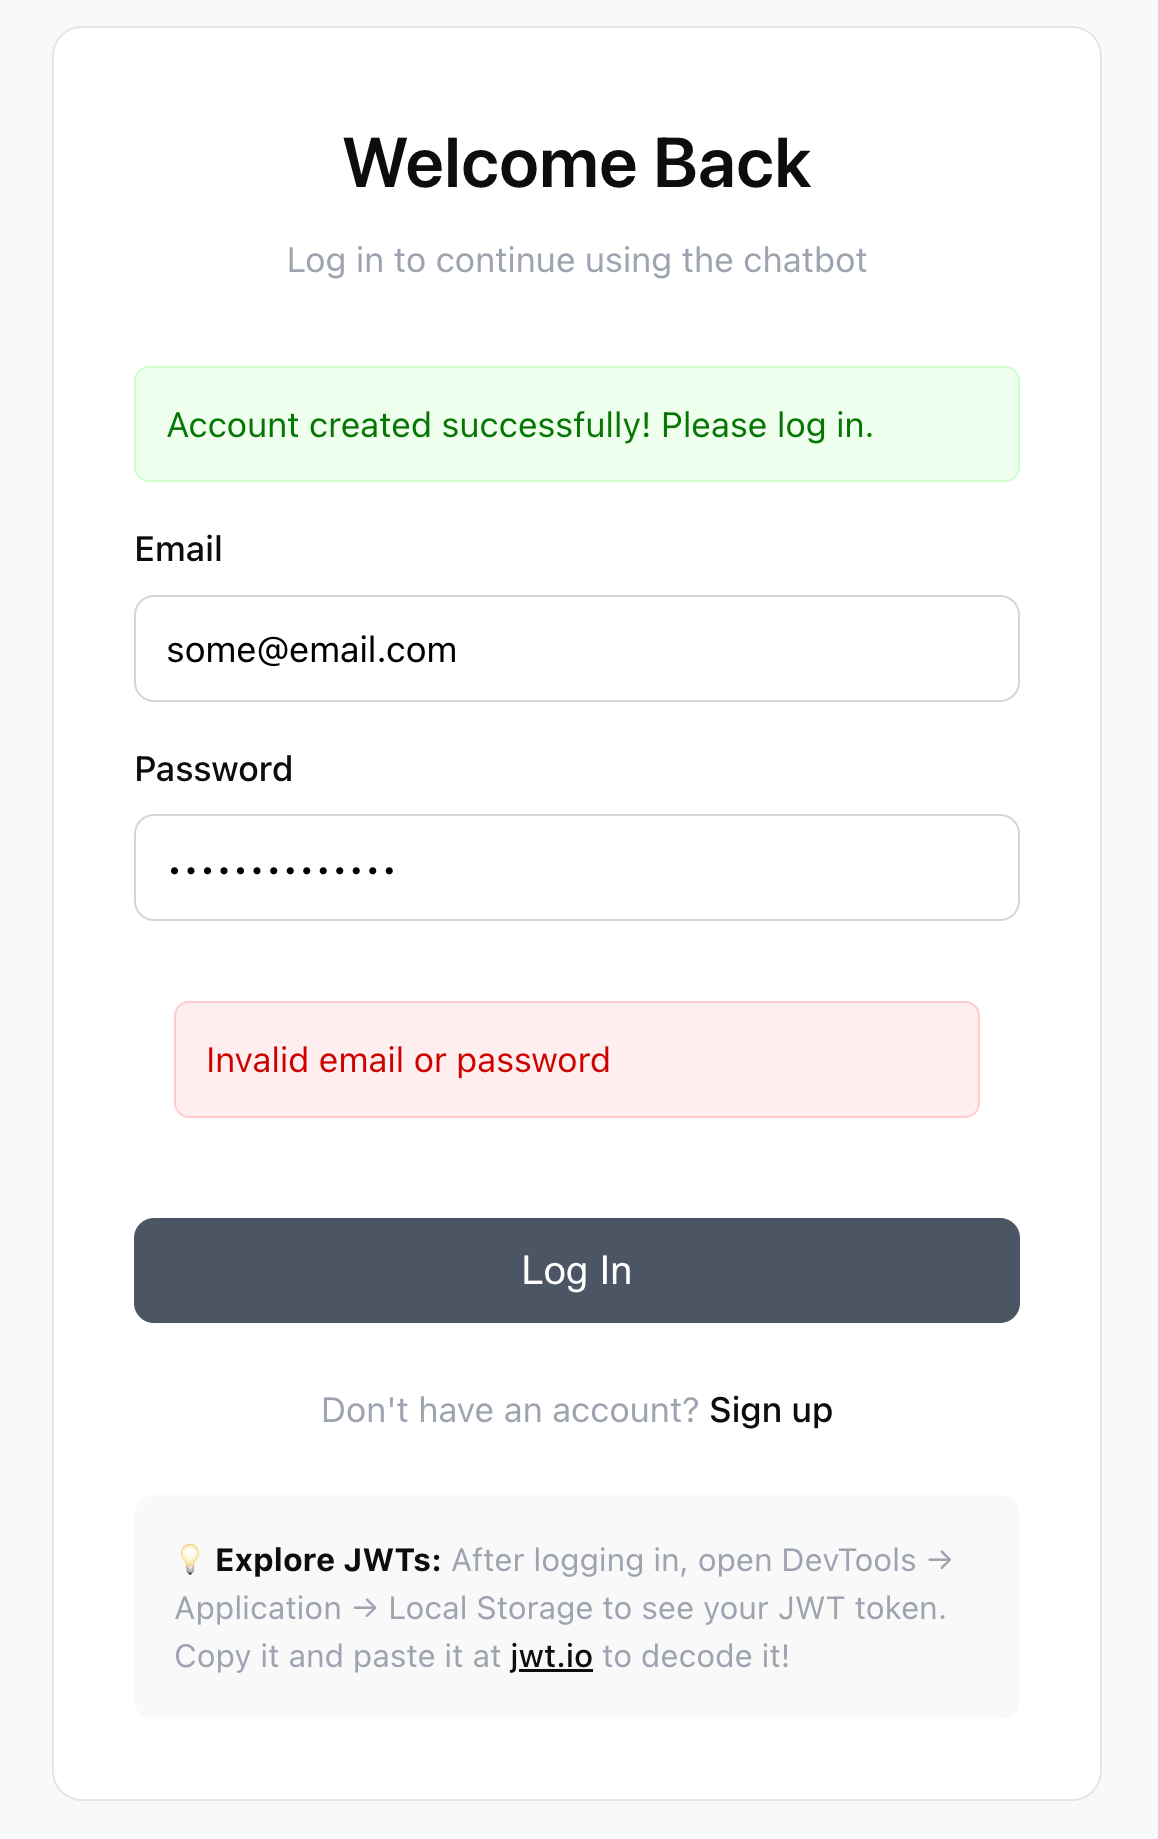 Welcome Back
Log in to continue using the chatbot
Account created successfully! Please log in.
Email
some@email.com
Password
••••••••••••••
Invalid email or password
Log In
Don't have an account? Sign up
💡 Explore JWTs: After logging in, open DevTools →
Application → Local Storage to see your JWT token.
Copy it and paste it at jwt.io to decode it!